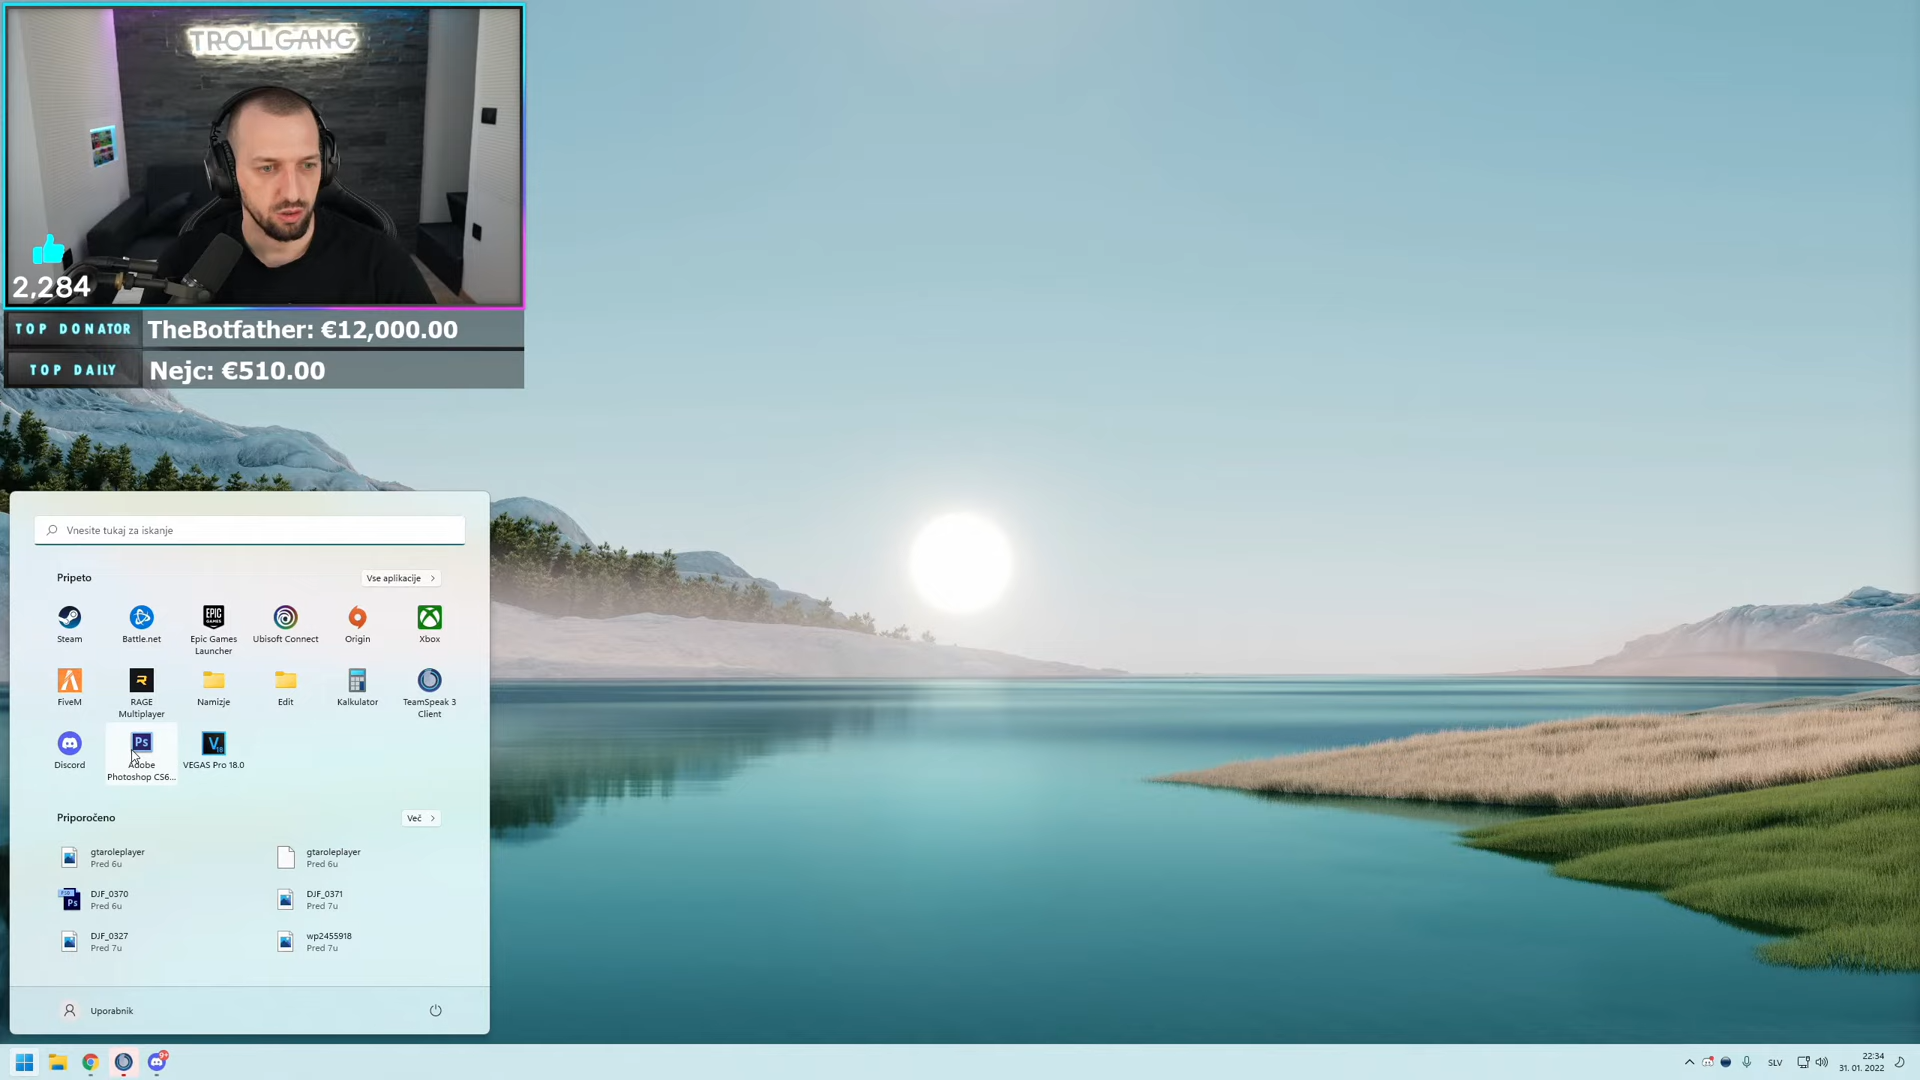 TROLLGANG
2,284
TOP DONATOR TheBotfather: €12,000.00
TOP DAILY Nejc: €510.00
Vnesite tukaj za iskanje
Pripeto
Vse aplikacije
Steam
Battle.net
Epic Games
Launcher
Ubisoft Connect
Origin
Xbox
FiveM
RAGE
Multiplayer
Namizje
Edit
Kalkulator
TeamSpeak 3
Client
Discord
Adobe
Photoshop CS6...
VEGAS Pro 18.0
Priporočeno
Več
gtaroleplayer
Pred 6u
gtaroleplayer
Pred 6u
DJF_0370
Pred 6u
DJF_0371
Pred 7u
DJF_0327
Pred 7u
wp2455918
Pred 7u
Uporabnik
SLV
22:34
31. 01. 2022